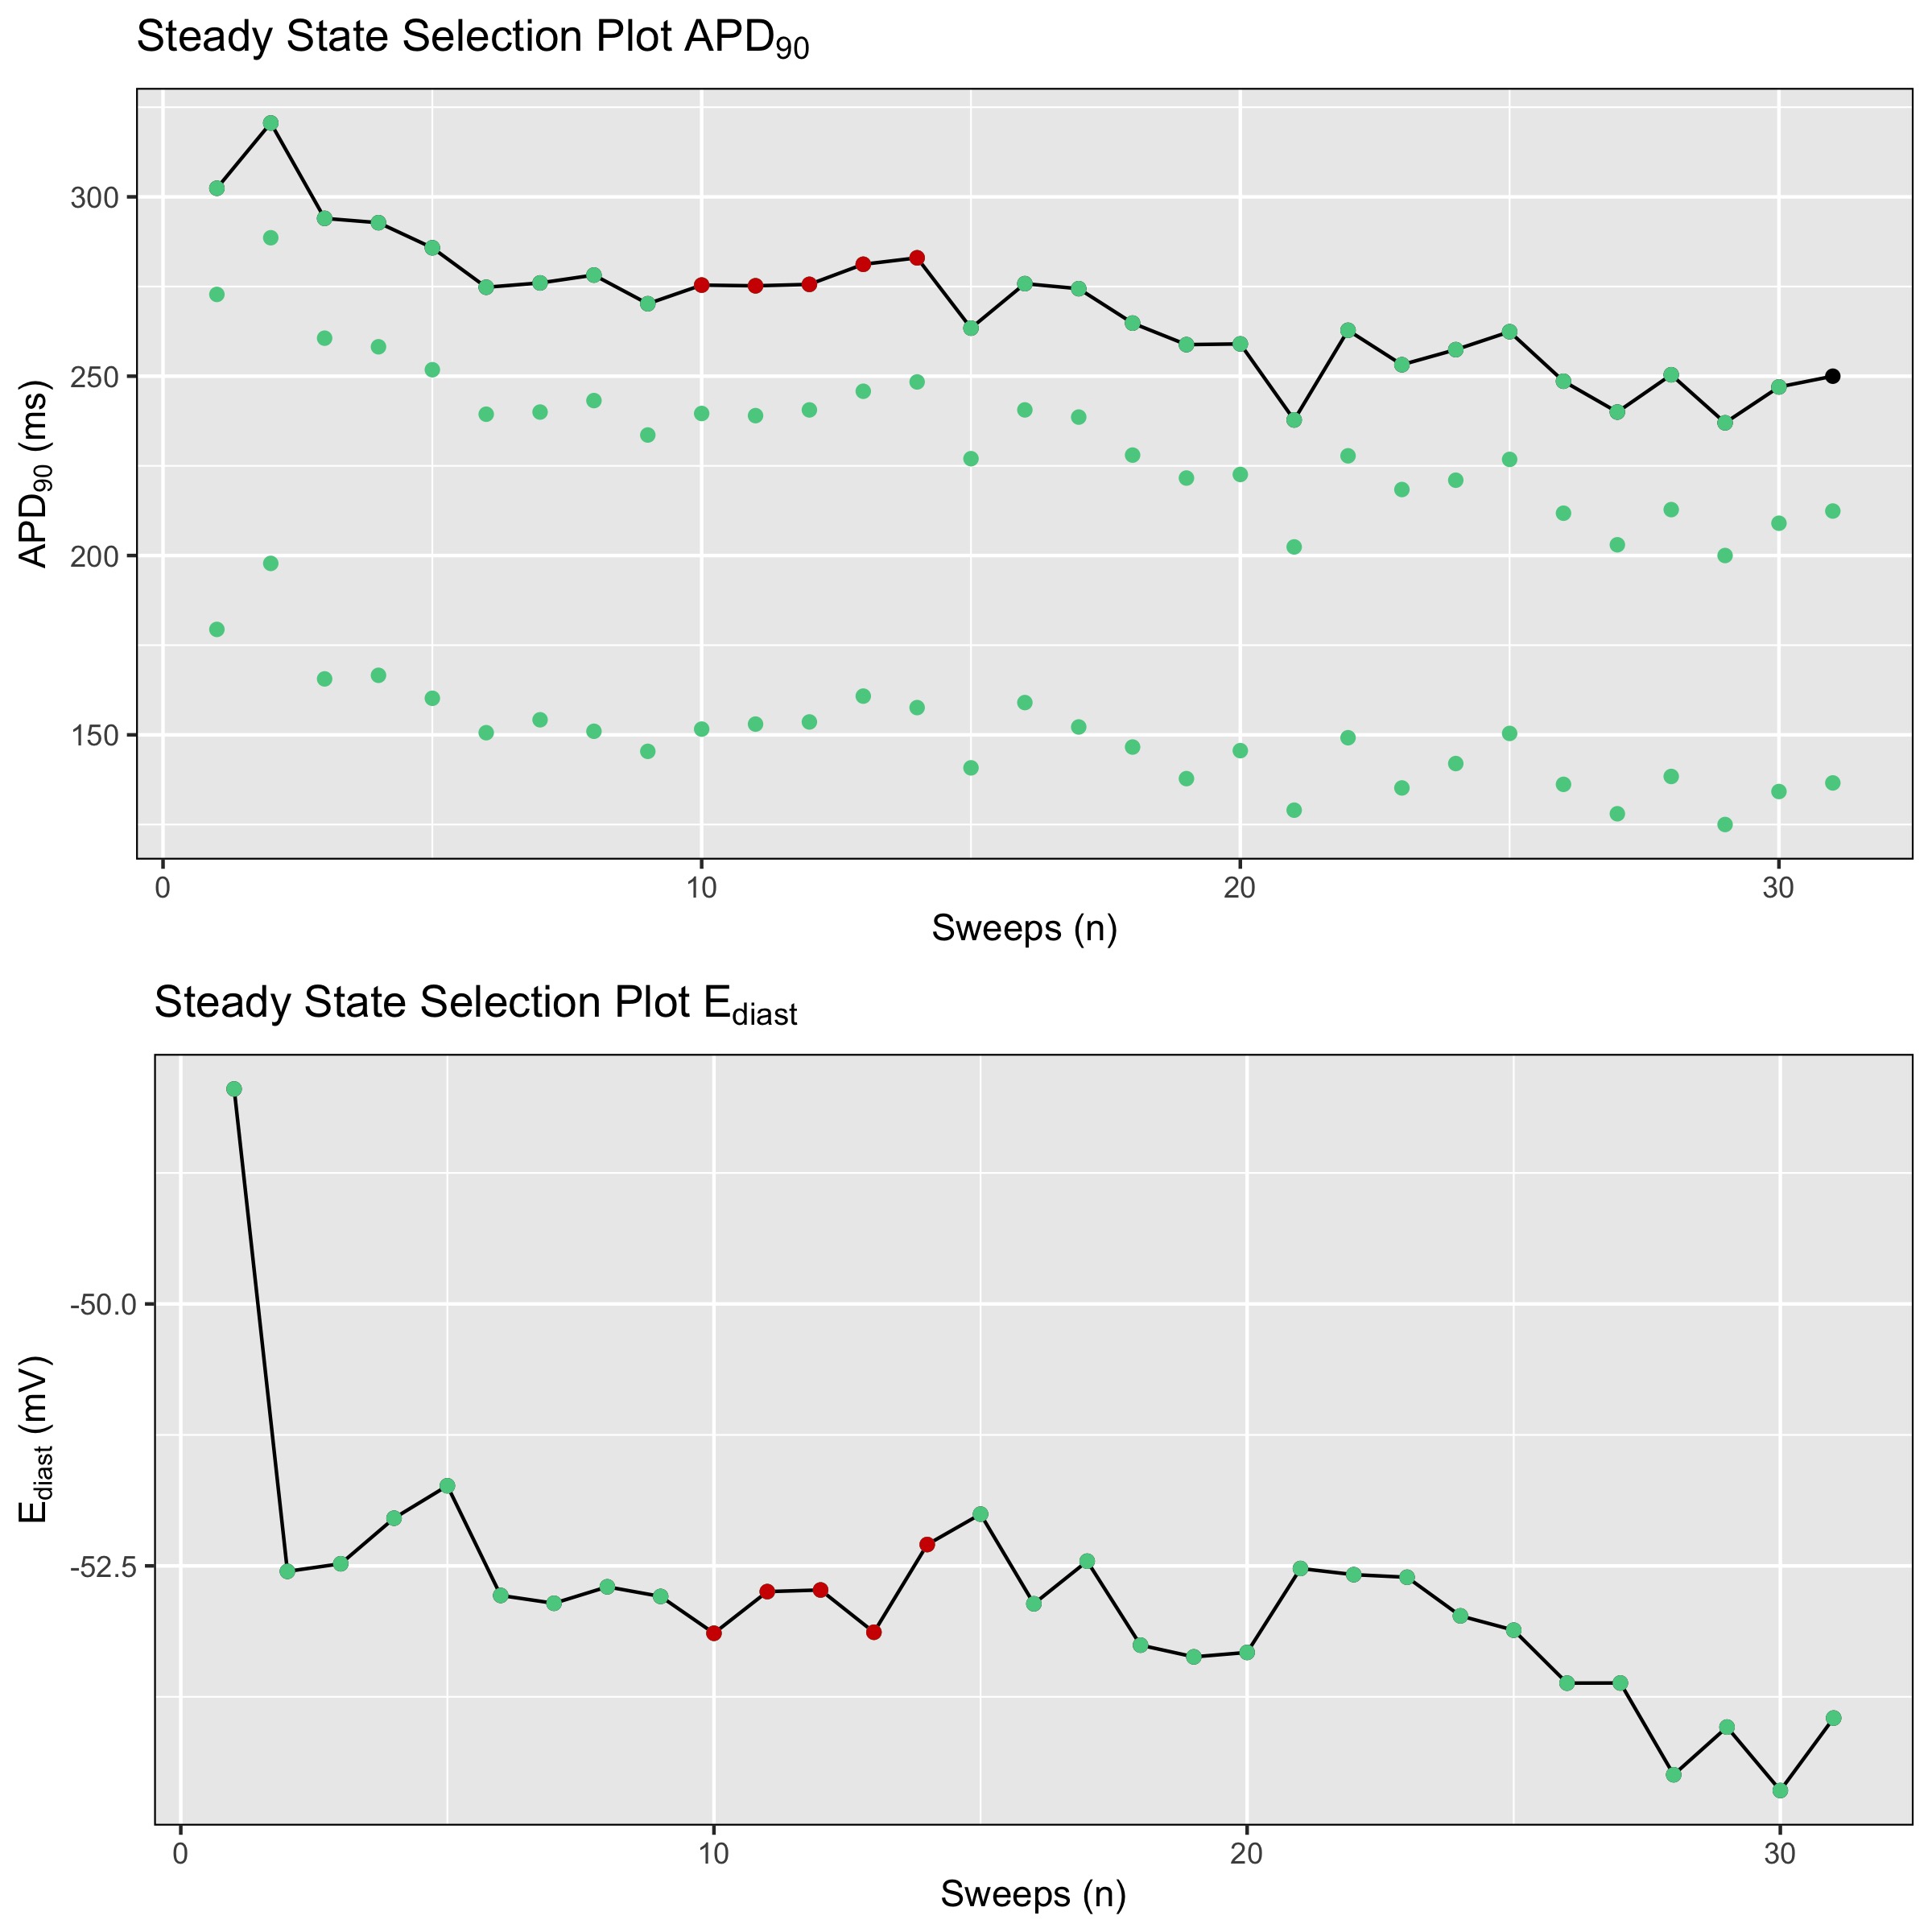 Steady State Selection Plot APD90
APD90 (ms)
300
250
200
150
0 10 20 30
Sweeps (n)
Steady State Selection Plot Ediast
Ediast (mV)
-50.0
-52.5
0 10 20 30
Sweeps (n)